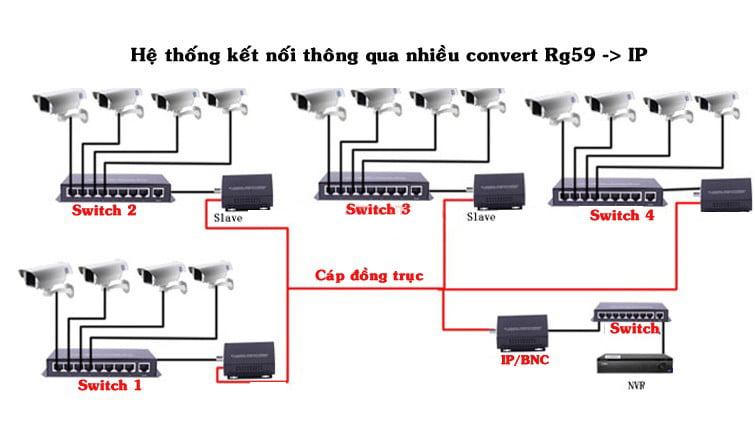 Hệ thống kết nối thông qua nhiều convert Rg59 -> IP
Switch 2
Slave
Switch 3
Slave
Switch 4
Cáp đồng trục
Switch 1
IP/BNC
Switch
NVR